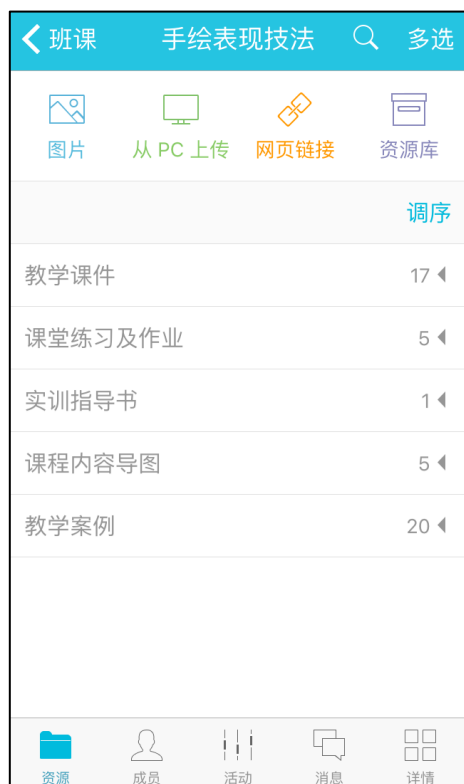 班课 手绘表现技法 多选
图片 从 PC 上传 网页链接 资源库
调序
教学课件 17
课堂练习及作业 5
实训指导书 1
课程内容导图 5
教学案例 20
资源 成员 活动 消息 详情